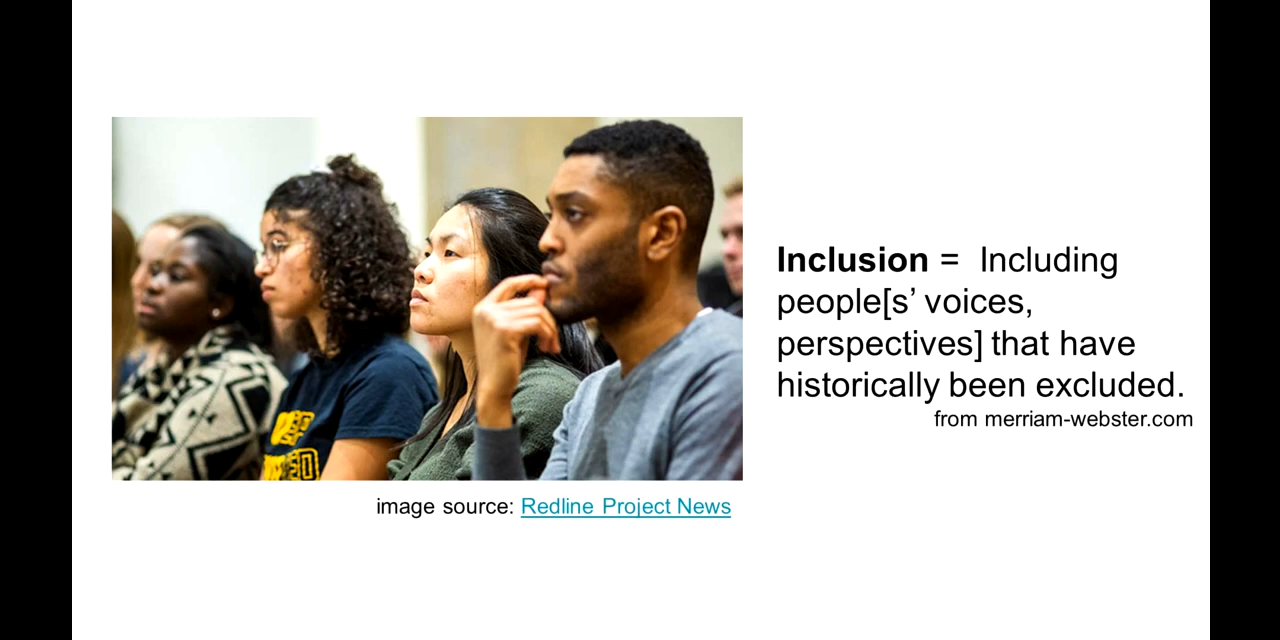 Inclusion = Including
people[s’ voices,
perspectives] that have
historically been excluded.
from merriam-webster.com
image source: Redline Project News